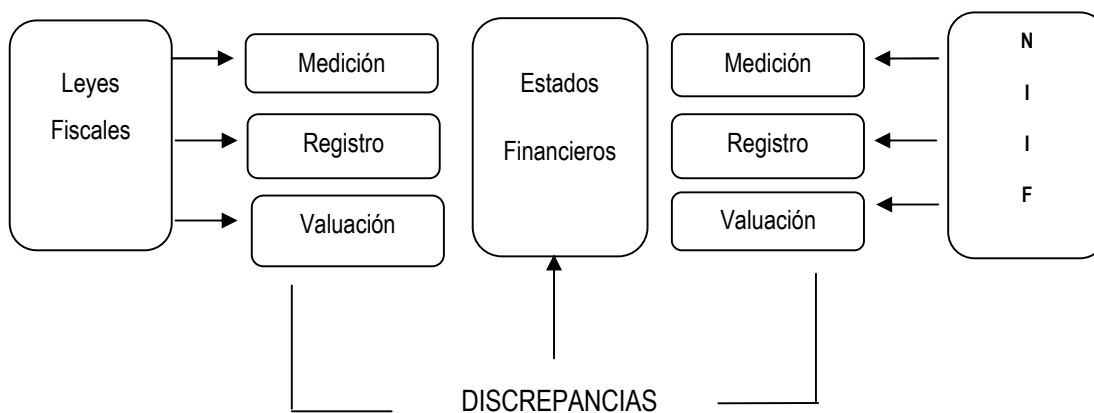 Leyes
Fiscales
Medición
Registro
Valuación
Estados
Financieros
Medición
Registro
Valuación
N
I
I
F
DISCREPANCIAS